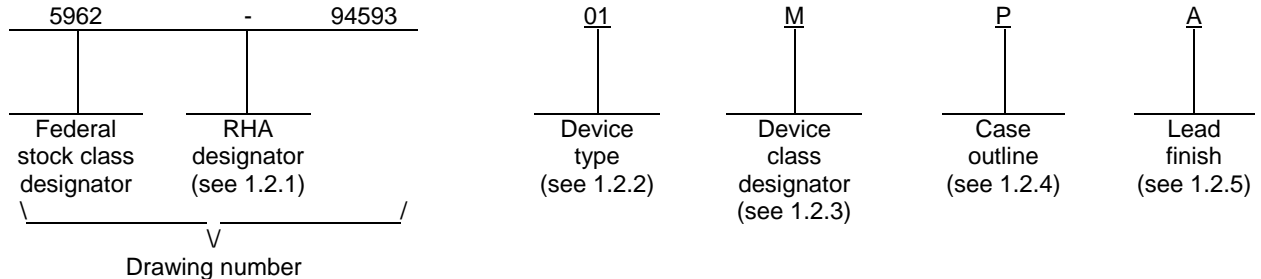 5962 - 94593 01 M P A
Federal stock class designator
RHA designator (see 1.2.1)
Device type (see 1.2.2)
Device class designator (see 1.2.3)
Case outline (see 1.2.4)
Lead finish (see 1.2.5)
Drawing number